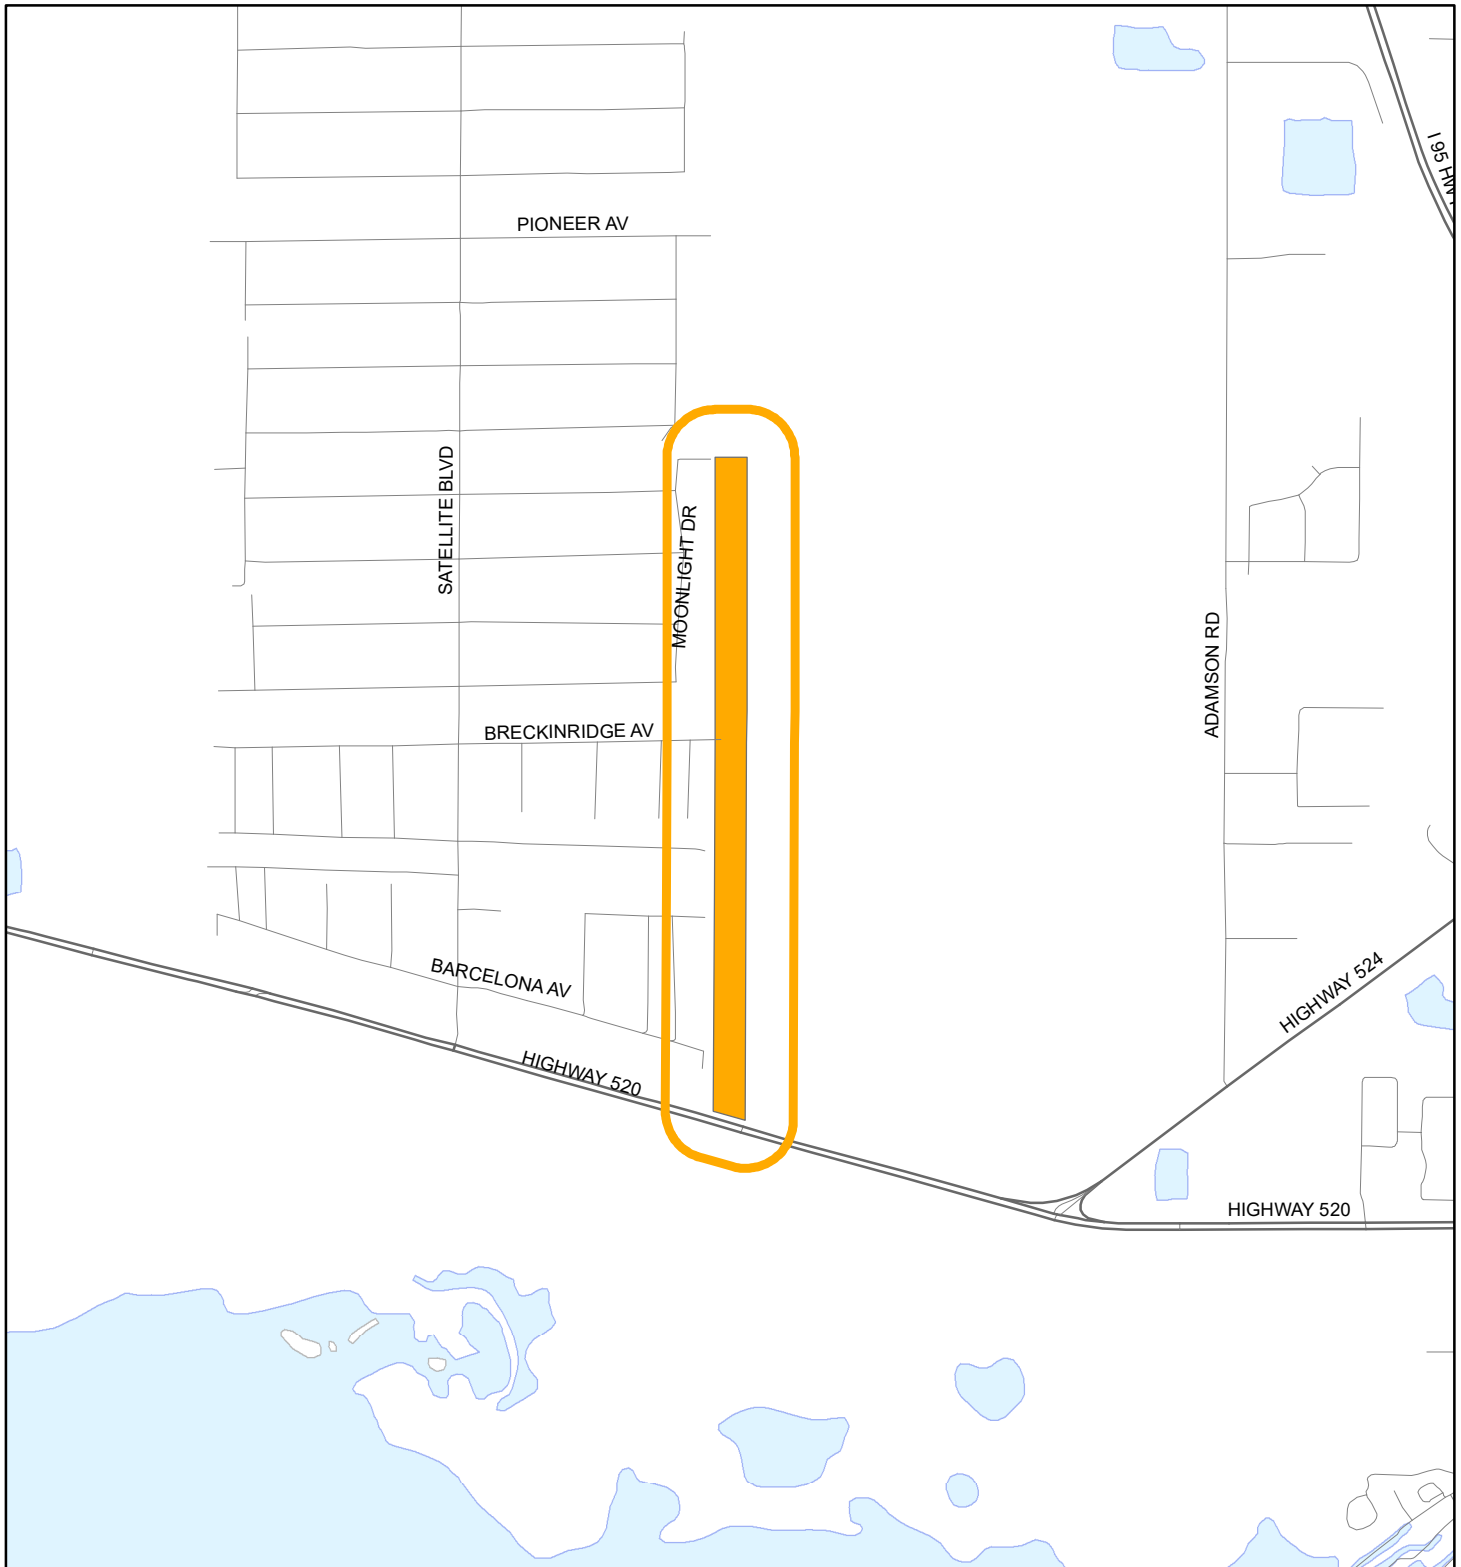 I 95 HWY
PIONEER AV
SATELLITE BLVD
MOONLIGHT DR
ADAMSON RD
BRECKINRIDGE AV
BARCELONA AV
HIGHWAY 524
HIGHWAY 520
HIGHWAY 520